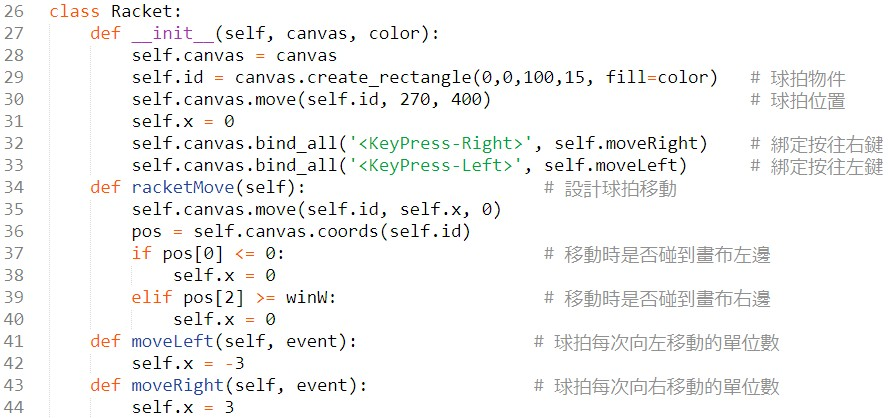 26 class Racket:
27     def __init__(self, canvas, color):
28         self.canvas = canvas
29         self.id = canvas.create_rectangle(0,0,100,15, fill=color)   # 球拍物件
30         self.canvas.move(self.id, 270, 400)                         # 球拍位置
31         self.x = 0
32         self.canvas.bind_all('<KeyPress-Right>', self.moveRight)    # 綁定按往右鍵
33         self.canvas.bind_all('<KeyPress-Left>', self.moveLeft)      # 綁定按往左鍵
34     def racketMove(self):                       # 設計球拍移動
35         self.canvas.move(self.id, self.x, 0)
36         pos = self.canvas.coords(self.id)
37         if pos[0] <= 0:                         # 移動時是否碰到畫布左邊
38             self.x = 0
39         elif pos[2] >= winW:                    # 移動時是否碰到畫布右邊
40             self.x = 0
41     def moveLeft(self, event):                 # 球拍每次向左移動的單位數
42         self.x = -3
43     def moveRight(self, event):                # 球拍每次向右移動的單位數
44         self.x = 3